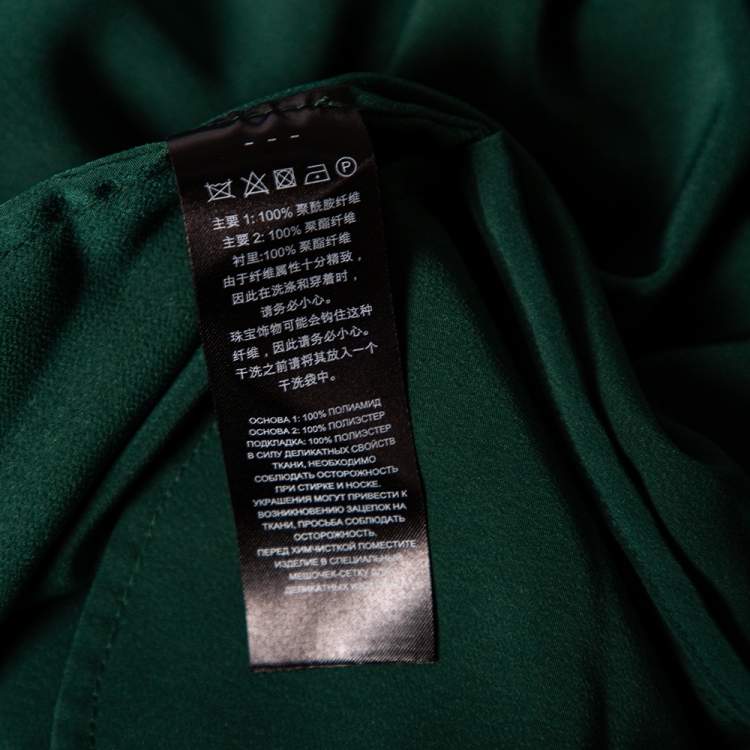 - - -
P
主要 1: 100% 聚酰胺纤维
主要 2: 100% 聚酯纤维
衬里:100% 聚酯纤维
由于纤维属性十分精致,
因此在洗涤和穿着时,
请务必小心。
珠宝饰物可能会钩住这种
纤维，因此请务必小心。
干洗之前请将其放入一个
干洗袋中。
ОСНОВА 1: 100% ПОЛИАМИД
ОСНОВА 2: 100% ПОЛИЭСТЕР
ПОДКЛАДКА: 100% ПОЛИЭСТЕР
В СИЛУ ДЕЛИКАТНЫХ СВОЙСТВ
ТКАНИ, НЕОБХОДИМО
СОБЛЮДАТЬ ОСТОРОЖНОСТЬ
ПРИ СТИРКЕ И НОСКЕ.
УКРАШЕНИЯ МОГУТ ПРИВЕСТИ К
ВОЗНИКНОВЕНИЮ ЗАЦЕПОК НА
ТКАНИ, ПРОСЬБА СОБЛЮДАТЬ
ОСТОРОЖНОСТЬ.
ПЕРЕД ХИМЧИСТКОЙ ПОМЕСТИТЕ
ИЗДЕЛИЕ В СПЕЦИАЛЬНЫЙ
МЕШОЧЕК-СЕТКУ
ДЕЛИКАТНЫХ